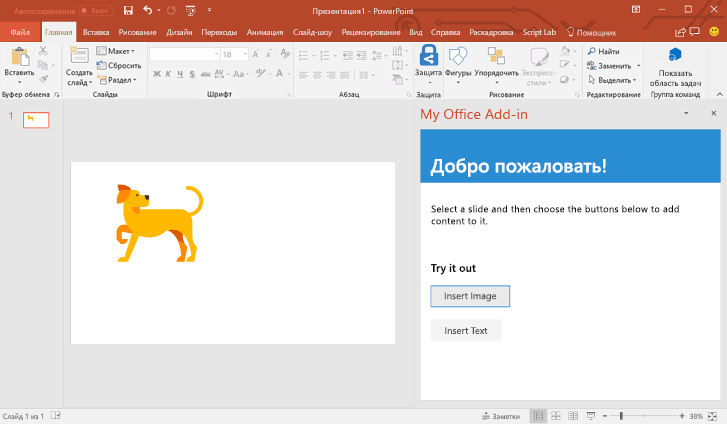 Автосохранение Выкл Презентация1 - PowerPoint
Файл Главная Вставка Рисование Дизайн Переходы Анимация Слайд-шоу Рецензирование Вид Справка Раскадровка Script Lab Помощник
Вставить
Создать слайд
Макет
Сбросить
Раздел
18
Ж К Ч S abc AV Aa A
Защита
Фигуры
Упорядочить
Экспресс-стили
Найти
Заменить
Выделить
Показать область задач
Буфер обмена Слайды Шрифт Абзац Защита Рисование Редактирование Группа команд
1
My Office Add-in
Добро пожаловать!
Select a slide and then choose the buttons below to add
content to it.
Try it out
Insert Image
Insert Text
Слайд 1 из 1 Заметки 38%